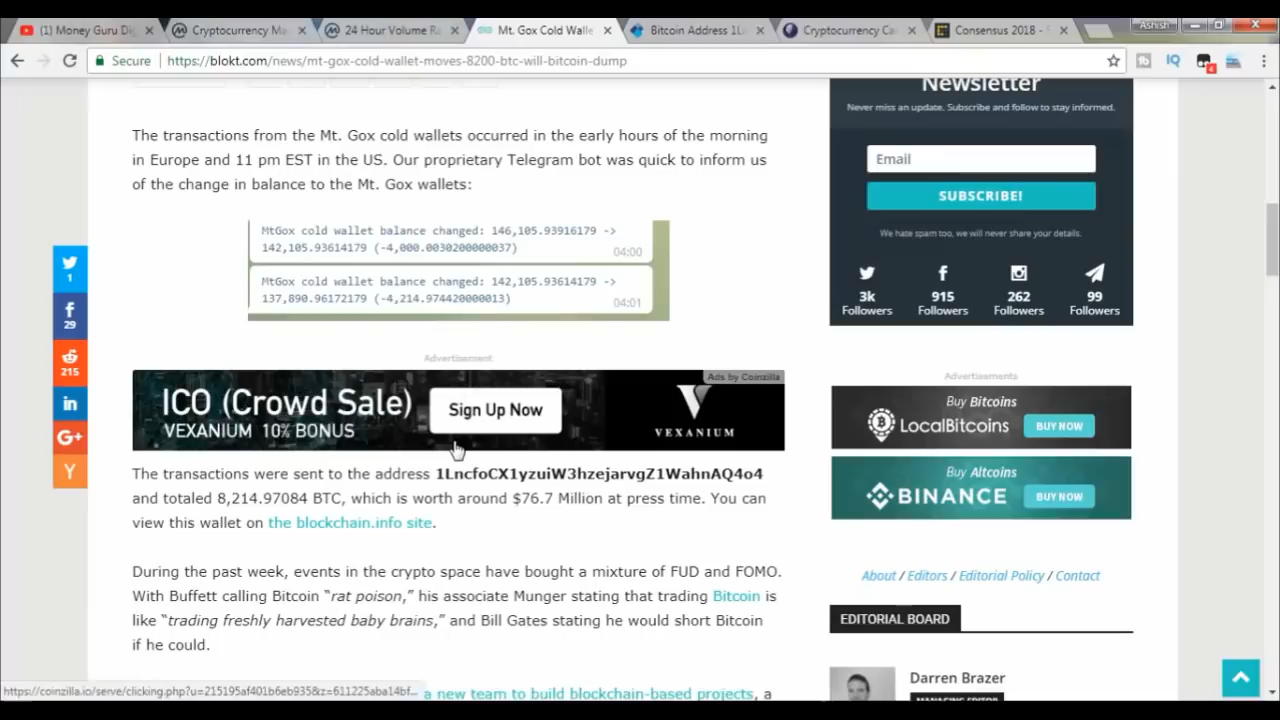 (1) Money Guru Di
Cryptocurrency Ma
24 Hour Volume R
Mt. Gox Cold Walle
Bitcoin Address 1L
Cryptocurrency Ca
Consensus 2018 -
Ashish
Secure
https://blokt.com/news/mt-gox-cold-wallet-moves-8200-btc-will-bitcoin-dump
IQ
4
The transactions from the Mt. Gox cold wallets occurred in the early hours of the morning
in Europe and 11 pm EST in the US. Our proprietary Telegram bot was quick to inform us
of the change in balance to the Mt. Gox wallets:
MtGox cold wallet balance changed: 146,105.93916179 ->
142,105.93614179 (-4,000.0030200000037)
04:00
MtGox cold wallet balance changed: 142,105.93614179 ->
137,890.96172179 (-4,214.974420000013)
04:01
1
29
215
in
G+
Y
Advertisement
Ads by Coinzilla
ICO (Crowd Sale)
VEXANIUM 10% BONUS
Sign Up Now
VEXANIUM
The transactions were sent to the address 1LncfoCX1yzuiW3hzejarvgZ1WahnAQ4o4
and totaled 8,214.97084 BTC, which is worth around $76.7 Million at press time. You can
view this wallet on the blockchain.info site.
During the past week, events in the crypto space have bought a mixture of FUD and FOMO.
With Buffett calling Bitcoin “rat poison,” his associate Munger stating that trading Bitcoin is
like “trading freshly harvested baby brains,” and Bill Gates stating he would short Bitcoin
if he could.
a new team to build blockchain-based projects, a
https://coinzilla.io/serve/clicking.php?u=215195af401b6eb935&z=611225aba14bf...
Newsletter
Never miss an update. Subscribe and follow to stay informed.
Email
SUBSCRIBE!
We hate spam too, we will never share your details.
3k
Followers
915
Followers
262
Followers
99
Followers
Advertisements
Buy Bitcoins
LocalBitcoins
BUY NOW
Buy Altcoins
BINANCE
BUY NOW
About / Editors / Editorial Policy / Contact
EDITORIAL BOARD
Darren Brazer
MANAGING EDITOR